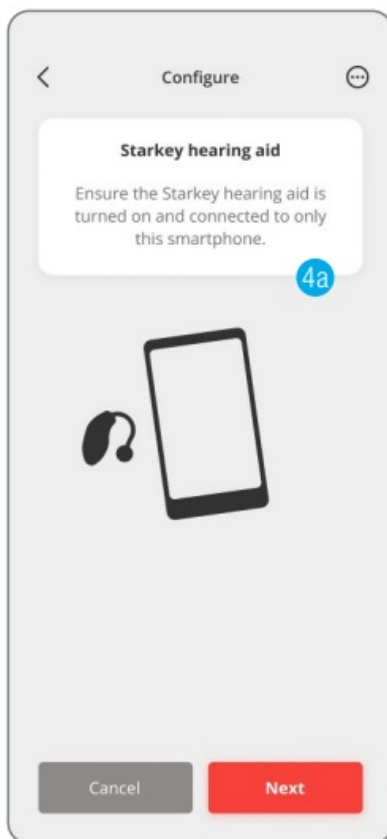 Configure
Starkey hearing aid
Ensure the Starkey hearing aid is
turned on and connected to only
this smartphone.
4a
Cancel Next